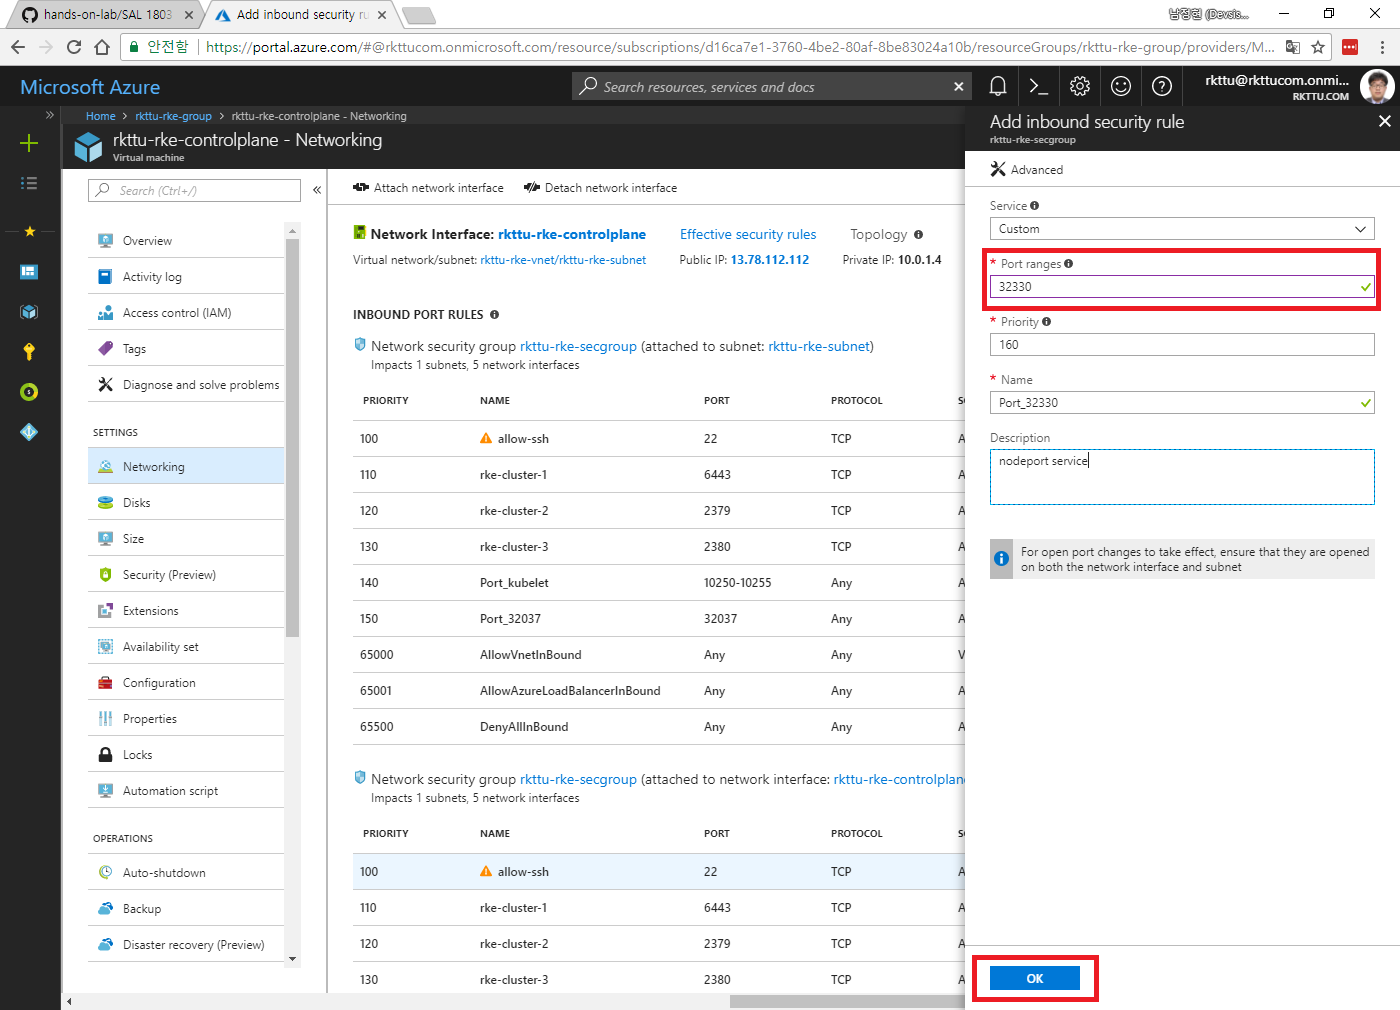 hands-on-lab/SAL 1803
Add inbound security ru
남정현 (Devsis...
안전함
https://portal.azure.com/#@rkttucom.onmicrosoft.com/resource/subscriptions/d16ca7e1-3760-4be2-80af-8be83024a10b/resourceGroups/rkttu-rke-group/providers/M...
Microsoft Azure
Search resources, services and docs
rkttu@rkttucom.onmi...
RKTTU.COM
Home > rkttu-rke-group > rkttu-rke-controlplane - Networking
rkttu-rke-controlplane - Networking
Virtual machine
Search (Ctrl+/)
Overview
Activity log
Access control (IAM)
Tags
Diagnose and solve problems
SETTINGS
Networking
Disks
Size
Security (Preview)
Extensions
Availability set
Configuration
Properties
Locks
Automation script
OPERATIONS
Auto-shutdown
Backup
Disaster recovery (Preview)
Attach network interface Detach network interface
Network Interface: rkttu-rke-controlplane Effective security rules Topology
Virtual network/subnet: rkttu-rke-vnet/rkttu-rke-subnet Public IP: 13.78.112.112 Private IP: 10.0.1.4
INBOUND PORT RULES
Network security group rkttu-rke-secgroup (attached to subnet: rkttu-rke-subnet)
Impacts 1 subnets, 5 network interfaces
PRIORITY NAME PORT PROTOCOL S
100 allow-ssh 22 TCP A
110 rke-cluster-1 6443 TCP A
120 rke-cluster-2 2379 TCP A
130 rke-cluster-3 2380 TCP A
140 Port_kubelet 10250-10255 Any A
150 Port_32037 32037 Any A
65000 AllowVnetInBound Any Any V
65001 AllowAzureLoadBalancerInBound Any Any A
65500 DenyAllInBound Any Any A
Network security group rkttu-rke-secgroup (attached to network interface: rkttu-rke-controlplane
Impacts 1 subnets, 5 network interfaces
PRIORITY NAME PORT PROTOCOL S
100 allow-ssh 22 TCP A
110 rke-cluster-1 6443 TCP A
120 rke-cluster-2 2379 TCP A
130 rke-cluster-3 2380 TCP A
Add inbound security rule
rkttu-rke-secgroup
Advanced
Service
Custom
* Port ranges
32330
* Priority
160
* Name
Port_32330
Description
nodeport service
For open port changes to take effect, ensure that they are opened
on both the network interface and subnet
OK